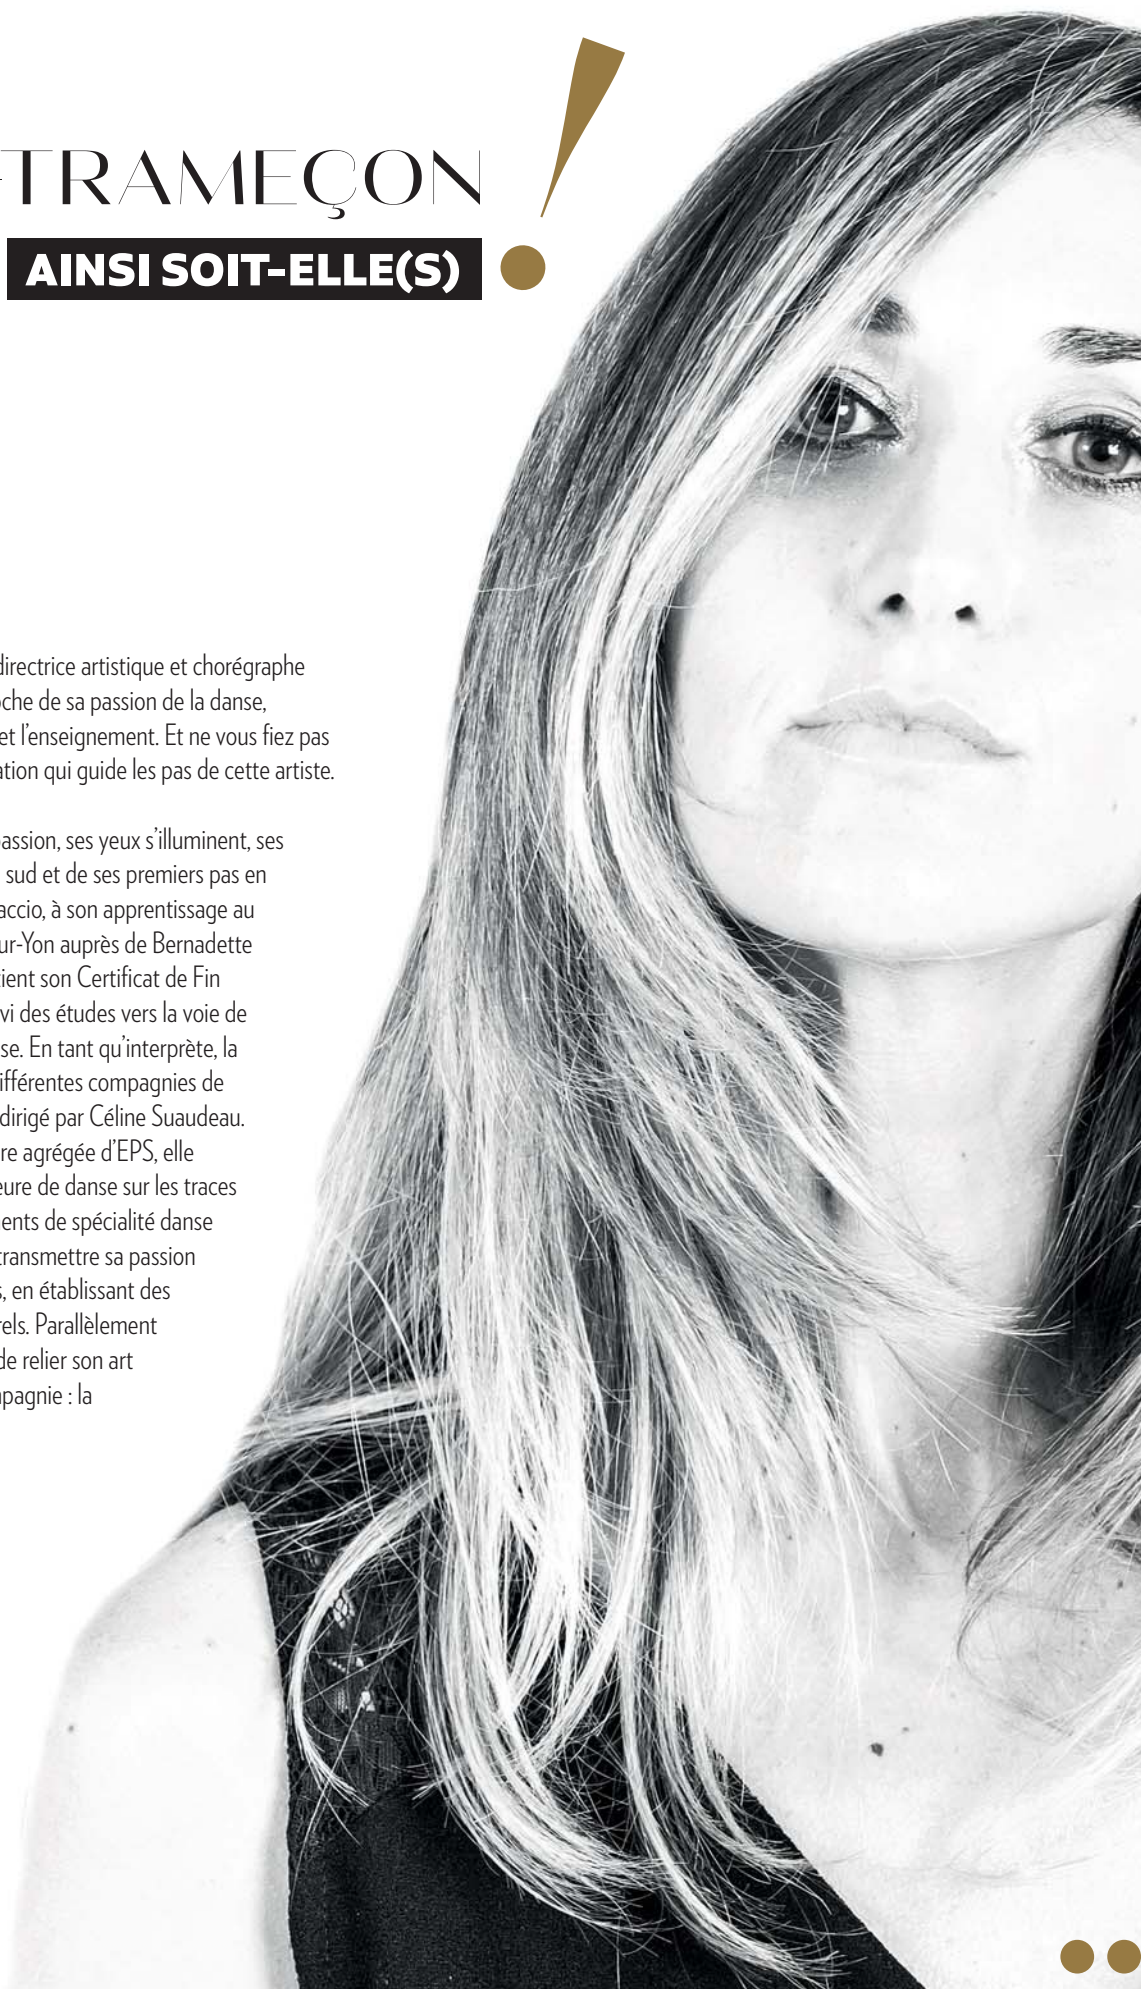 -TRAMEÇON
AINSI SOIT-ELLE(S)
!
directrice artistique et chorégraphe
oche de sa passion de la danse,
et l’enseignement. Et ne vous fiez pas
ation qui guide les pas de cette artiste.
passion, ses yeux s’illuminent, ses
sud et de ses premiers pas en
accio, à son apprentissage au
ur-Yon auprès de Bernadette
tient son Certificat de Fin
vi des études vers la voie de
se. En tant qu’interprète, la
ifférentes compagnies de
dirigé par Céline Suaudeau.
re agrégée d’EPS, elle
eure de danse sur les traces
ents de spécialité danse
transmettre sa passion
s, en établissant des
rels. Parallèlement
de relier son art
pagnie : la